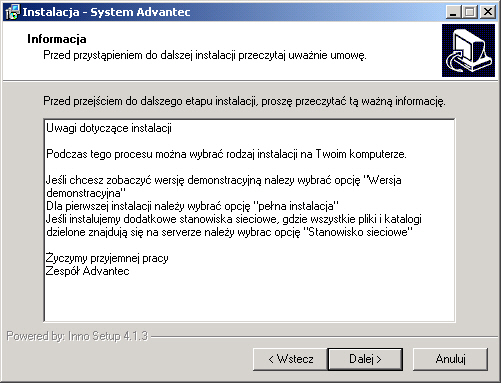 Instalacja - System Advantec
Informacja
Przed przystąpieniem do dalszej instalacji przeczytaj uważnie umowę.
Przed przejściem do dalszego etapu instalacji, proszę przeczytać tą ważną informację.
Uwagi dotyczące instalacji
Podczas tego procesu można wybrać rodzaj instalacji na Twoim komputerze.
Jeśli chcesz zobaczyć wersję demonstracyjną nalezy wybrać opcję "Wersja
demonstracyjna"
Dla pierwszej instalacji należy wybrać opcję "pełna instalacja"
Jeśli instalujemy dodatkowe stanowiska sieciowe, gdzie wszystkie pliki i katalogi
dzielone znajdują się na serverze należy wybrac opcję "Stanowisko sieciowe"
Życzymy przyjemnej pracy
Zespół Advantec
Powered by: Inno Setup 4.1.3
< Wstecz Dalej > Anuluj